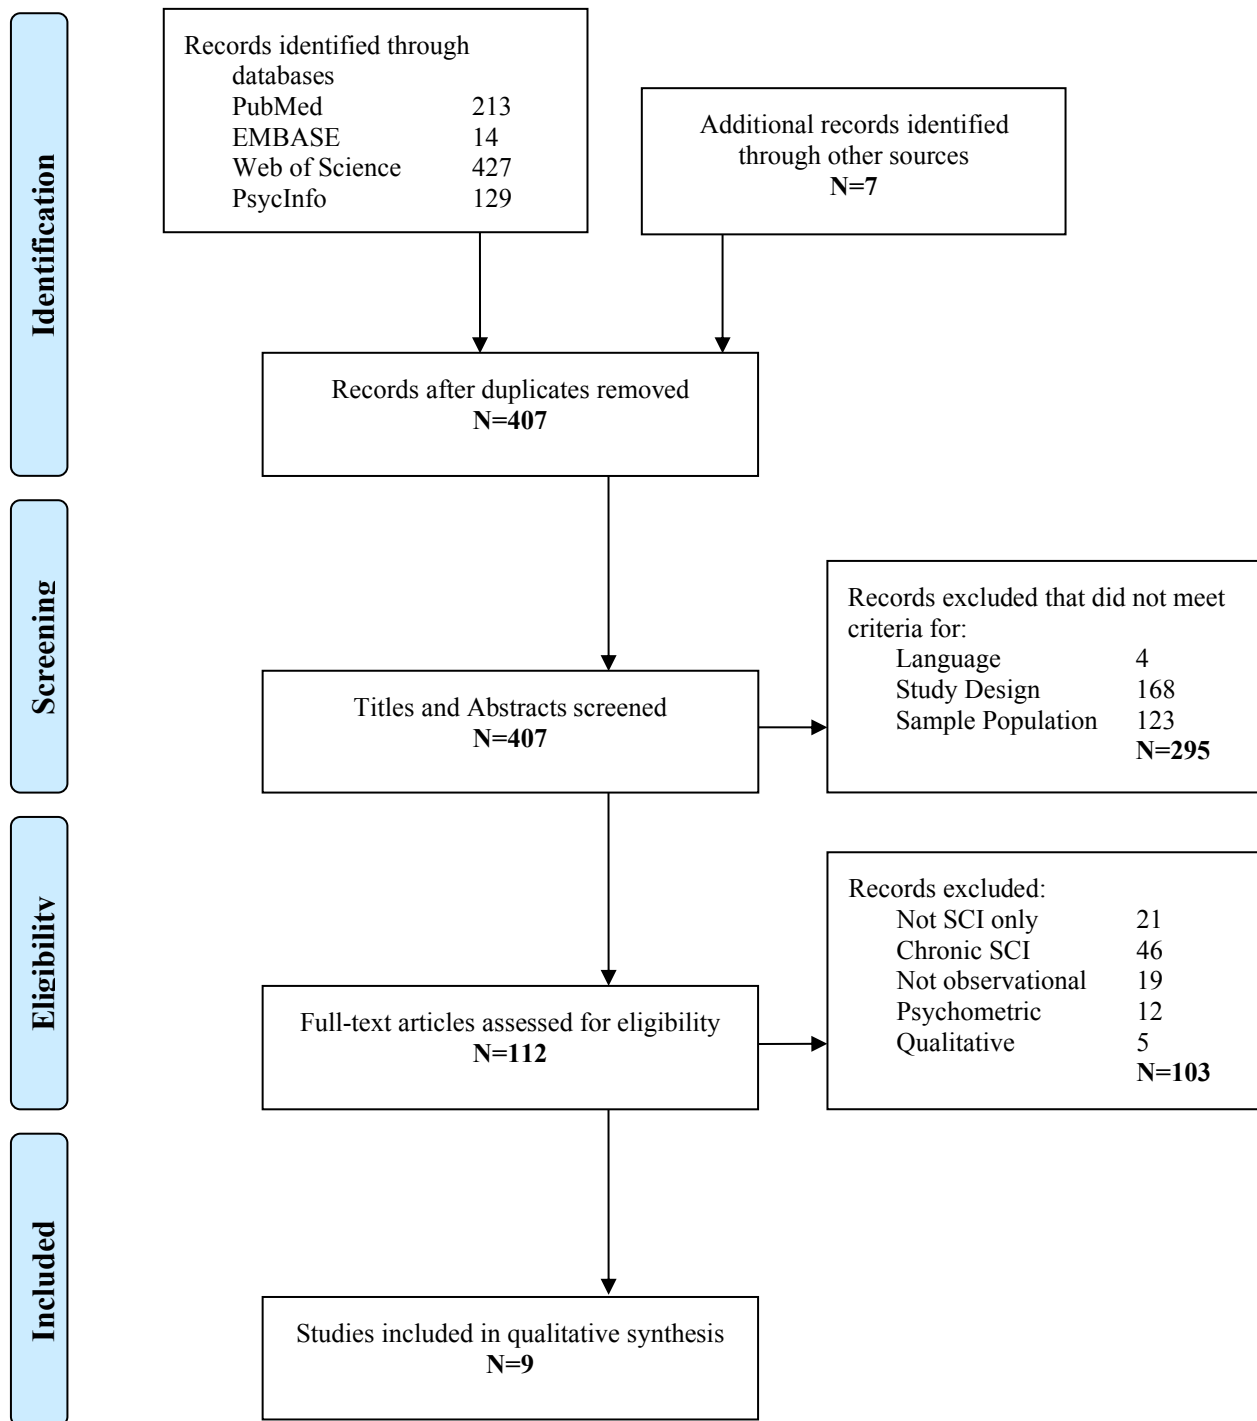 Identification
Records identified through
databases
PubMed 213
EMBASE 14
Web of Science 427
PsycInfo 129
Additional records identified
through other sources
N=7
Records after duplicates removed
N=407
Screening
Titles and Abstracts screened
N=407
Records excluded that did not meet
criteria for:
Language 4
Study Design 168
Sample Population 123
N=295
Eligibility
Full-text articles assessed for eligibility
N=112
Records excluded:
Not SCI only 21
Chronic SCI 46
Not observational 19
Psychometric 12
Qualitative 5
N=103
Included
Studies included in qualitative synthesis
N=9